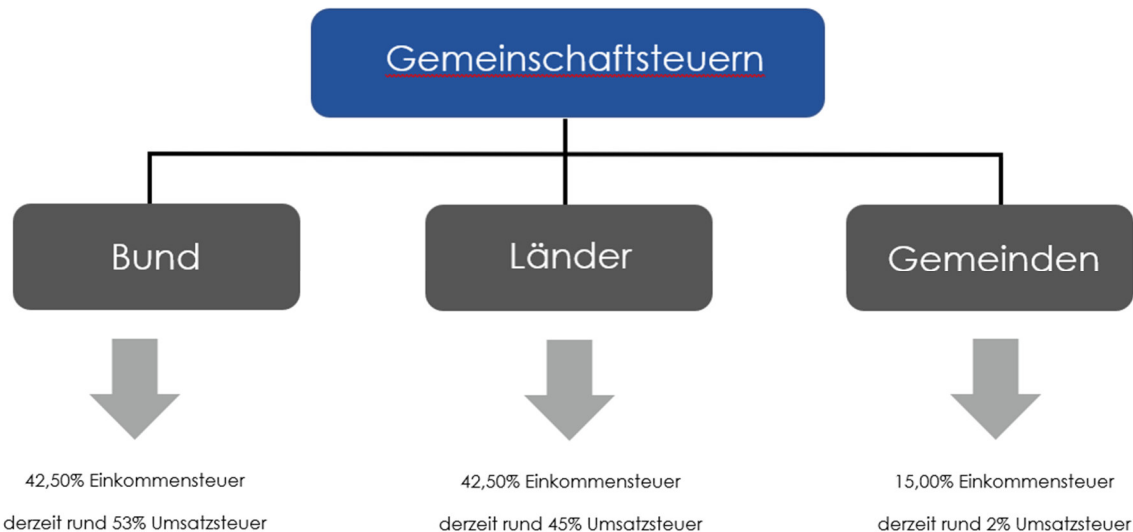 Gemeinschaftsteuern
Bund
Länder
Gemeinden
42,50% Einkommensteuer
derzeit rund 53% Umsatzsteuer
42,50% Einkommensteuer
derzeit rund 45% Umsatzsteuer
15,00% Einkommensteuer
derzeit rund 2% Umsatzsteuer